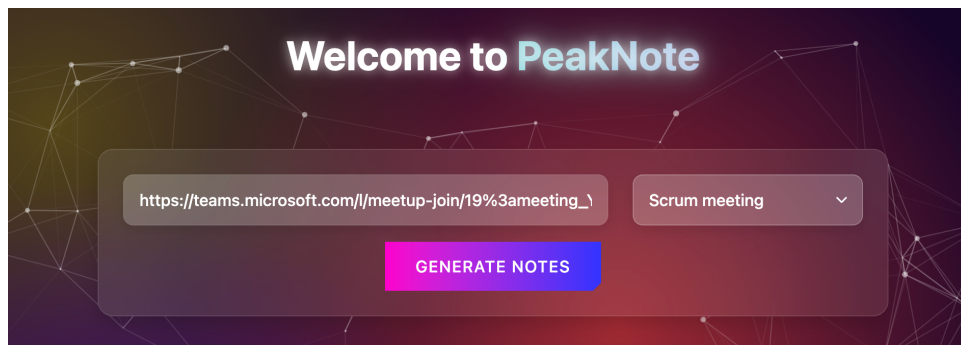 Welcome to PeakNote
https://teams.microsoft.com/l/meetup-join/19%3ameeting_
Scrum meeting
GENERATE NOTES